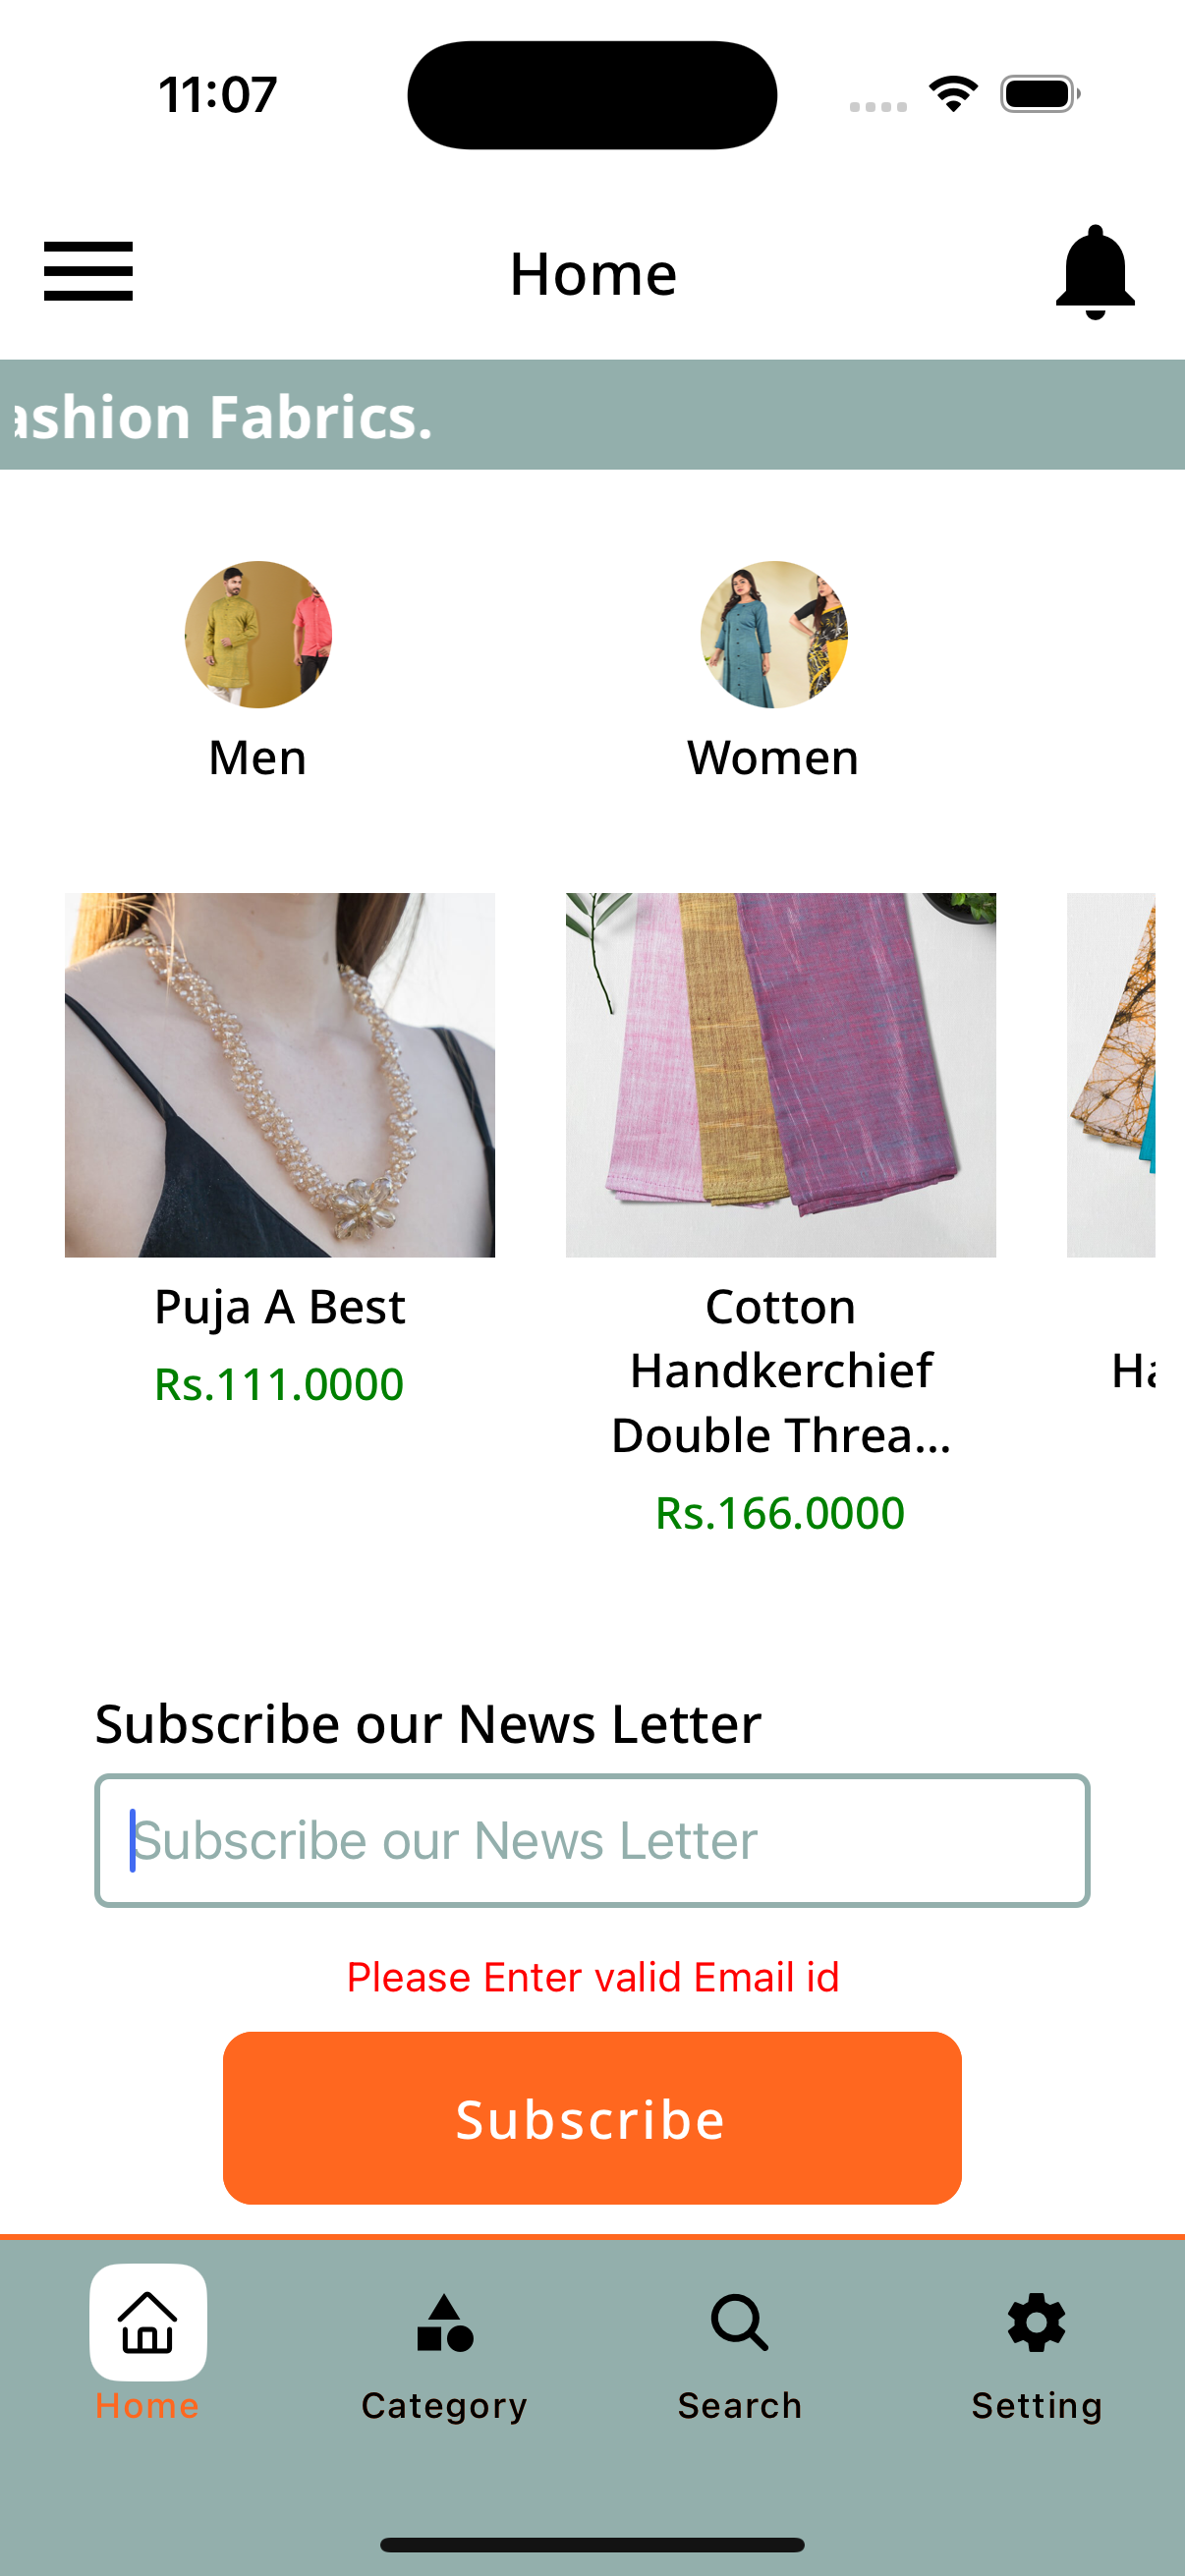 11:07
Home
ashion Fabrics.
Men
Women
Puja A Best
Rs.111.0000
Cotton
Handkerchief
Double Threa...
Rs.166.0000
Ha
Subscribe our News Letter
Subscribe our News Letter
Please Enter valid Email id
Subscribe
Home
Category
Search
Setting